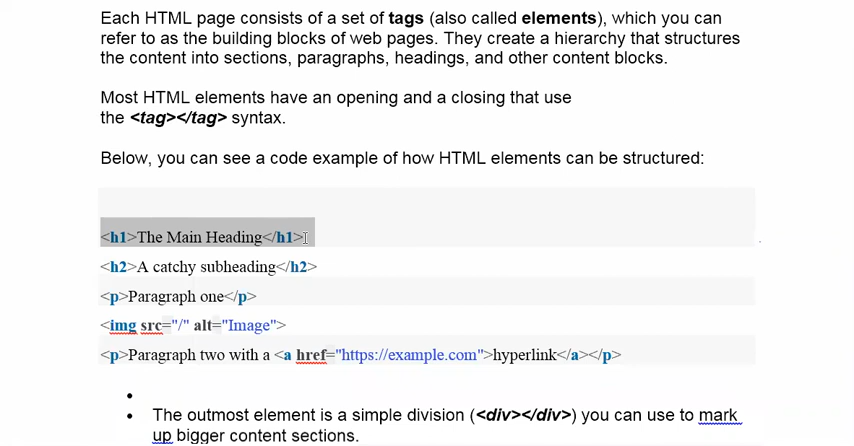 Each HTML page consists of a set of tags (also called elements), which you can
refer to as the building blocks of web pages. They create a hierarchy that structures
the content into sections, paragraphs, headings, and other content blocks.
Most HTML elements have an opening and a closing that use
the <tag></tag> syntax.
Below, you can see a code example of how HTML elements can be structured:
<h1>The Main Heading</h1>
<h2>A catchy subheading</h2>
<p>Paragraph one</p>
<img src="/" alt="Image">
<p>Paragraph two with a <a href="https://example.com">hyperlink</a></p>
• The outmost element is a simple division (<div></div>) you can use to mark
up bigger content sections.